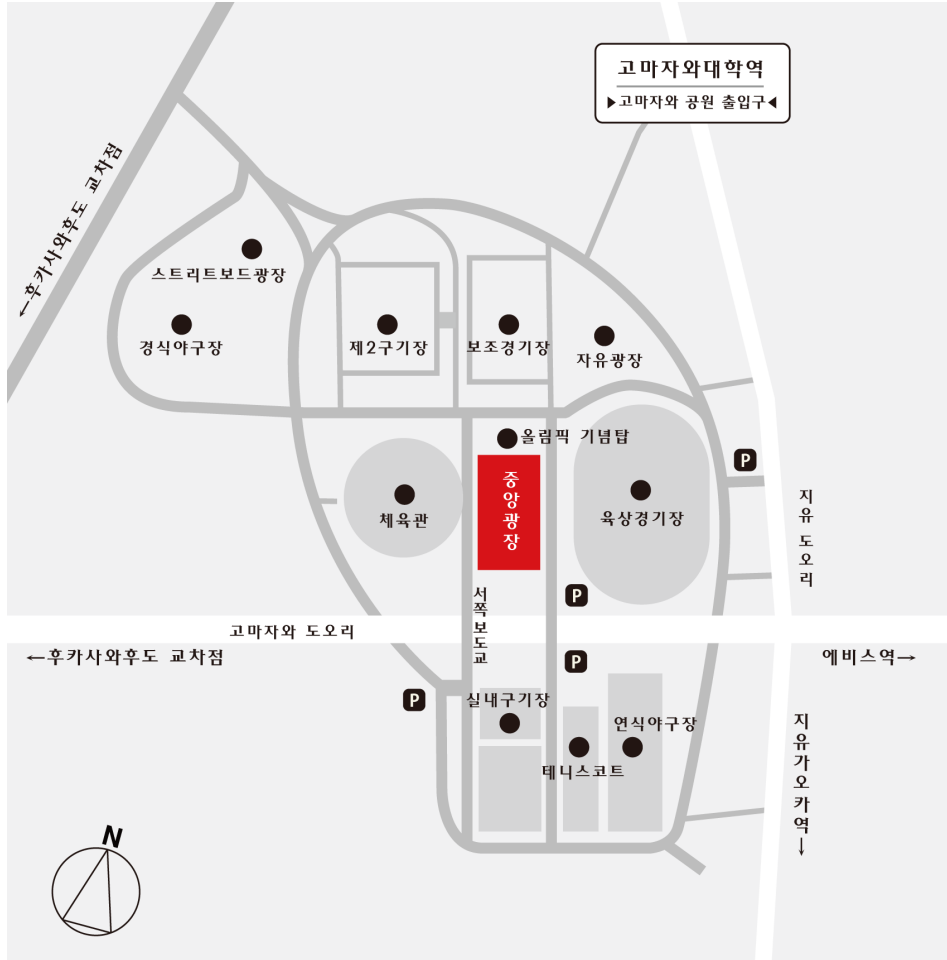 고마자와대학역
▶고마자와 공원 출입구◀
←후카사와후도 교차점
스트리트보드광장
경식야구장
제2구기장
보조경기장
자유광장
올림픽 기념탑
P
중앙광장
체육관
육상경기장
지유 도오리
P
서쪽보도교
고마자와 도오리
←후카사와후도 교차점
P
에비스역→
P
실내구기장
연식야구장
테니스코트
지유가오카역→
N